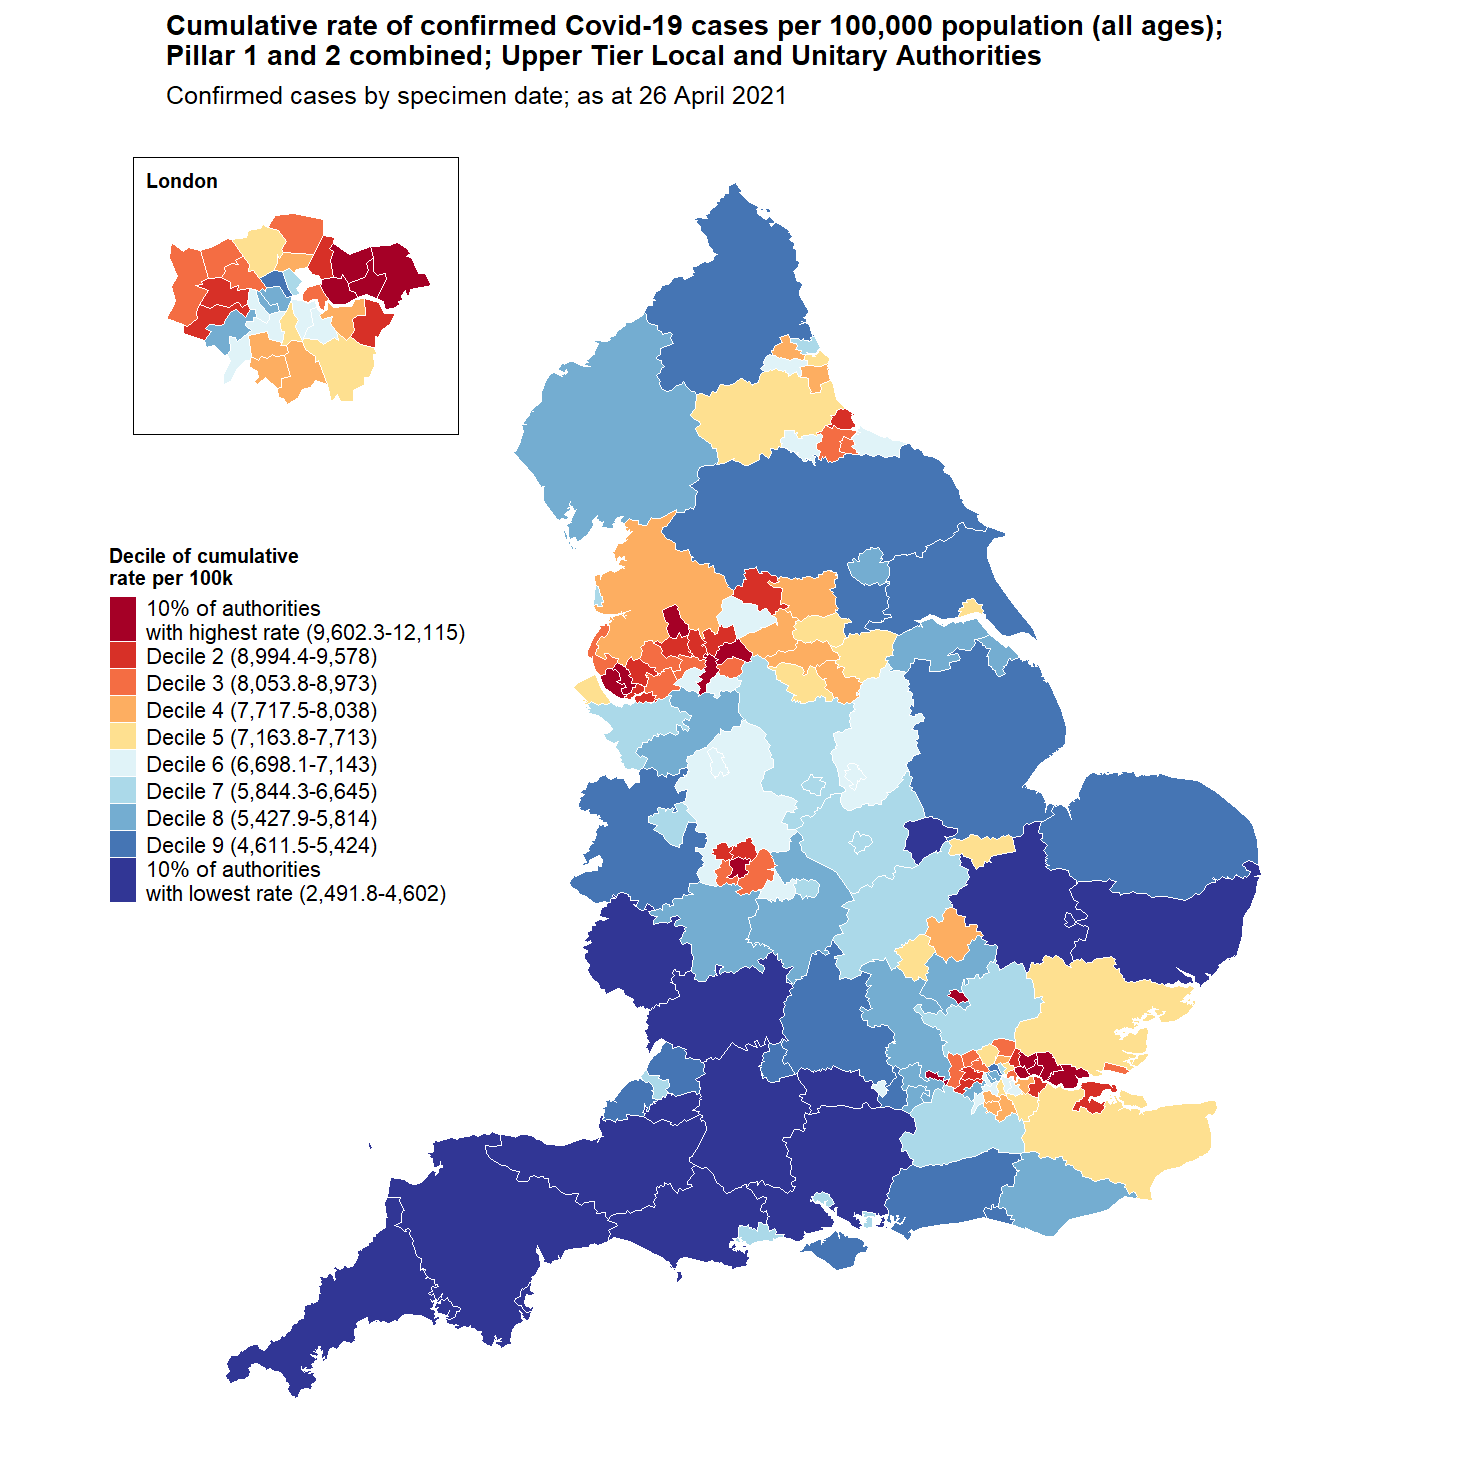 Cumulative rate of confirmed Covid-19 cases per 100,000 population (all ages);
Pillar 1 and 2 combined; Upper Tier Local and Unitary Authorities
Confirmed cases by specimen date; as at 26 April 2021
London
Decile of cumulative
rate per 100k
10% of authorities
with highest rate (9,602.3-12,115)
Decile 2 (8,994.4-9,578)
Decile 3 (8,053.8-8,973)
Decile 4 (7,717.5-8,038)
Decile 5 (7,163.8-7,713)
Decile 6 (6,698.1-7,143)
Decile 7 (5,844.3-6,645)
Decile 8 (5,427.9-5,814)
Decile 9 (4,611.5-5,424)
10% of authorities
with lowest rate (2,491.8-4,602)